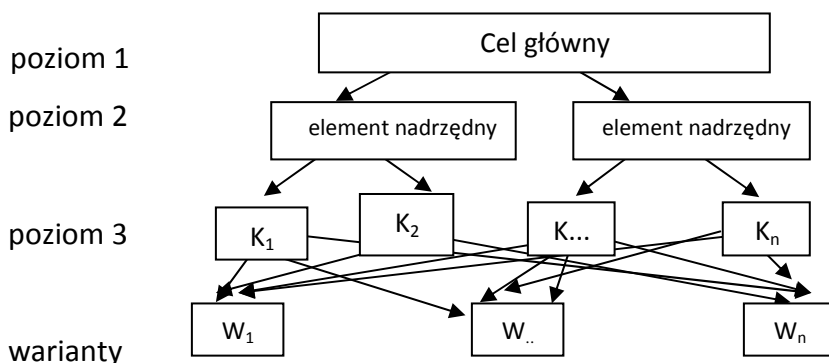 poziom 1
Cel główny
poziom 2
element nadrzędny
element nadrzędny
poziom 3
K₁
K₂
K...
Kₙ
warianty
W₁
W..
Wₙ